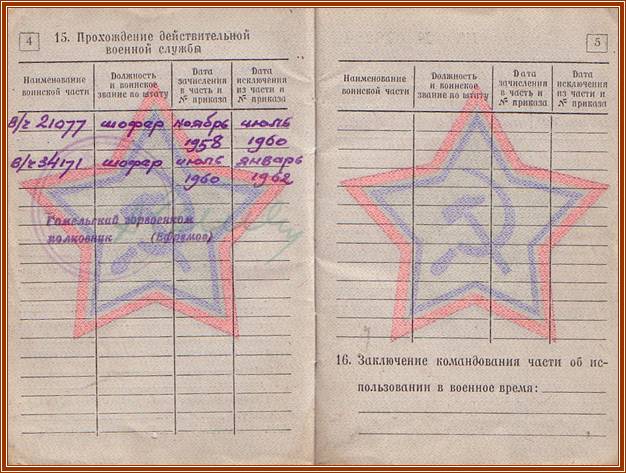 4
15. Прохождение действительной
военной службы
Наименование воинской части
Должность и воинское звание по штату
Дата зачисления в часть и № приказа
Дата исключения из части и № приказа
в/ч 21077 шофер ноябрь 1958 июль 1960
в/ч 34171 шофер июль 1960 январь 1962
Гомельский горвоенком
полковник (Ефремов)
5
Наименование воинской части
Должность и воинское звание по штату
Дата зачисления в часть и № приказа
Дата исключения из части и № приказа
16. Заключение командования части об ис-
пользовании в военное время: